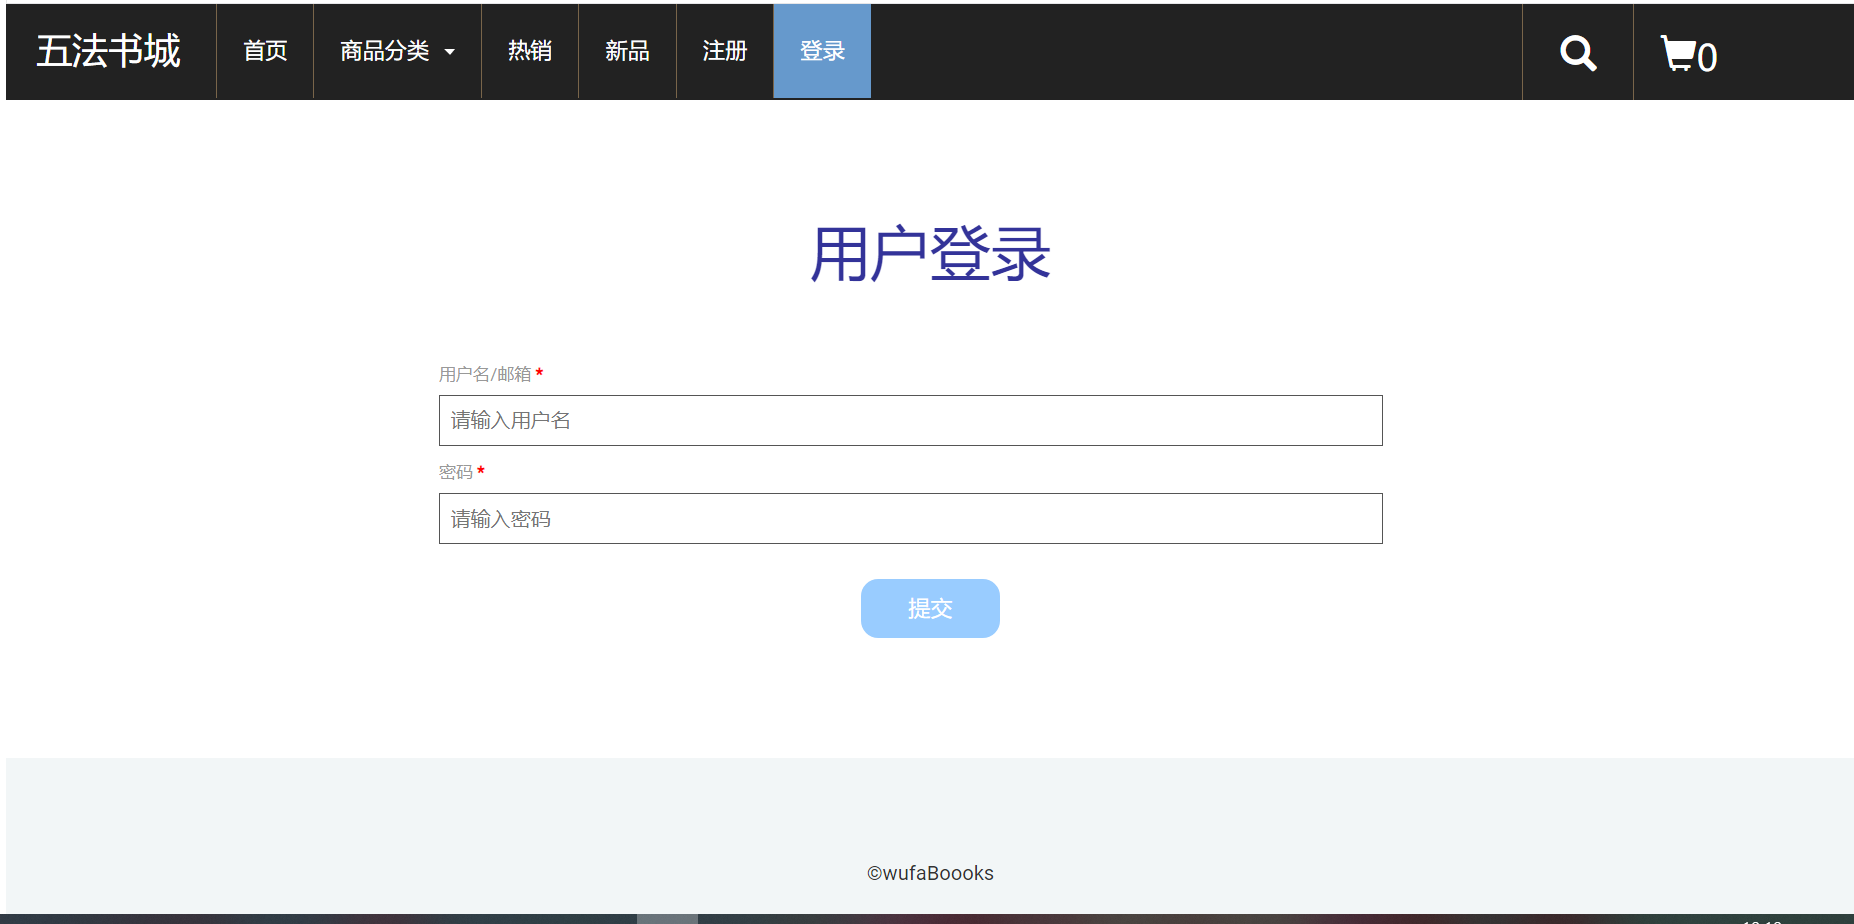 五法书城 首页 商品分类 热销 新品 注册 登录 0
用户登录
用户名/邮箱 *
请输入用户名
密码 *
请输入密码
提交
©wufaBoooks